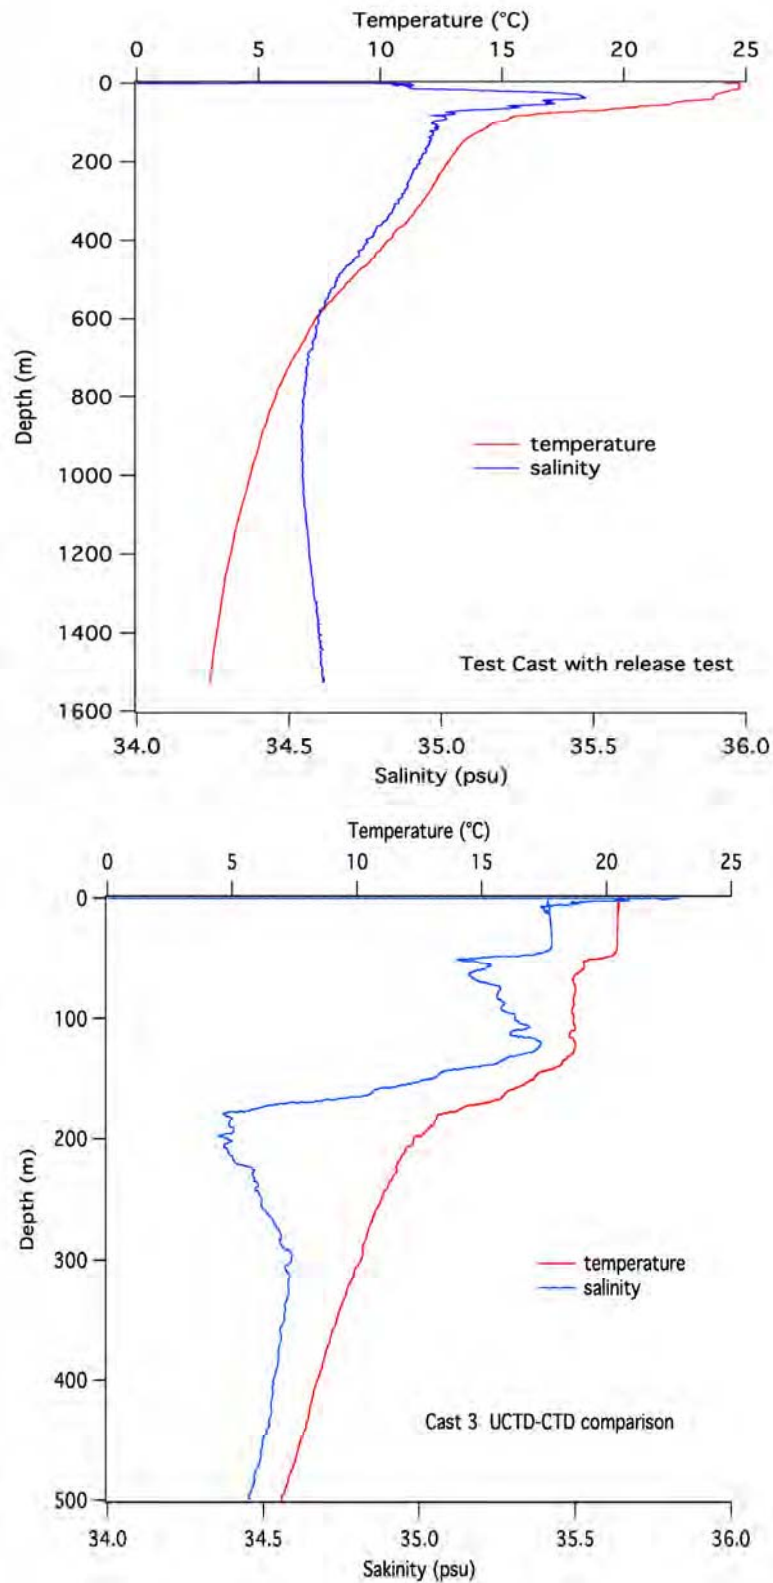 Temperature (°C)
0 5 10 15 20 25
0
200
400
600
800
1000
1200
1400
1600
Depth (m)
temperature
salinity
Test Cast with release test
34.0 34.5 35.0 35.5 36.0
Salinity (psu)
Temperature (°C)
0 5 10 15 20 25
0
100
200
300
400
500
Depth (m)
temperature
salinity
Cast 3 UCTD-CTD comparison
34.0 34.5 35.0 35.5 36.0
Sakinity (psu)